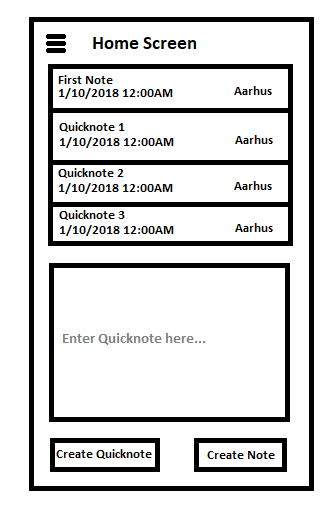 Home Screen
First Note
1/10/2018 12:00AM Aarhus
Quicknote 1
1/10/2018 12:00AM Aarhus
Quicknote 2
1/10/2018 12:00AM Aarhus
Quicknote 3
1/10/2018 12:00AM Aarhus
Enter Quicknote here...
Create Quicknote Create Note